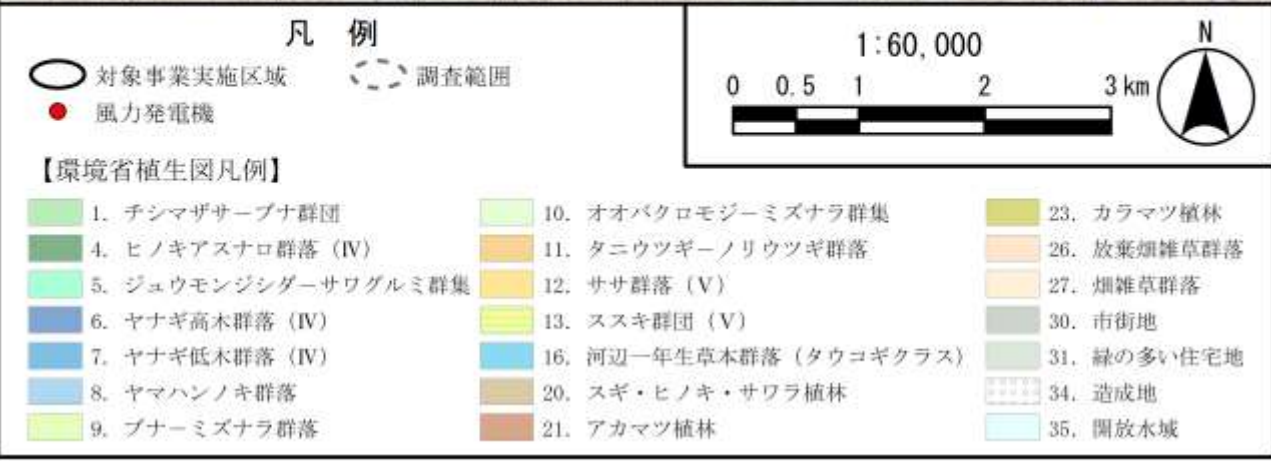 凡 例
対象事業実施区域 調査範囲
風力発電機
1:60,000
0 0.5 1 2 3 km
N
【環境省植生図凡例】
1. チシマザサーブナ群団
4. ヒノキアスナロ群落（Ⅳ）
5. ジュウモンジシダーサワグルミ群集
6. ヤナギ高木群落（Ⅳ）
7. ヤナギ低木群落（Ⅳ）
8. ヤマハンノキ群落
9. ブナーミズナラ群落
10. オオバクロモジーミズナラ群集
11. タニウツギーノリウツギ群落
12. ササ群落（Ⅴ）
13. ススキ群団（Ⅴ）
16. 河辺一年生草本群落（タウコギクラス）
20. スギ・ヒノキ・サワラ植林
21. アカマツ植林
23. カラマツ植林
26. 放棄畑雑草群落
27. 畑雑草群落
30. 市街地
31. 緑の多い住宅地
34. 造成地
35. 開放水域